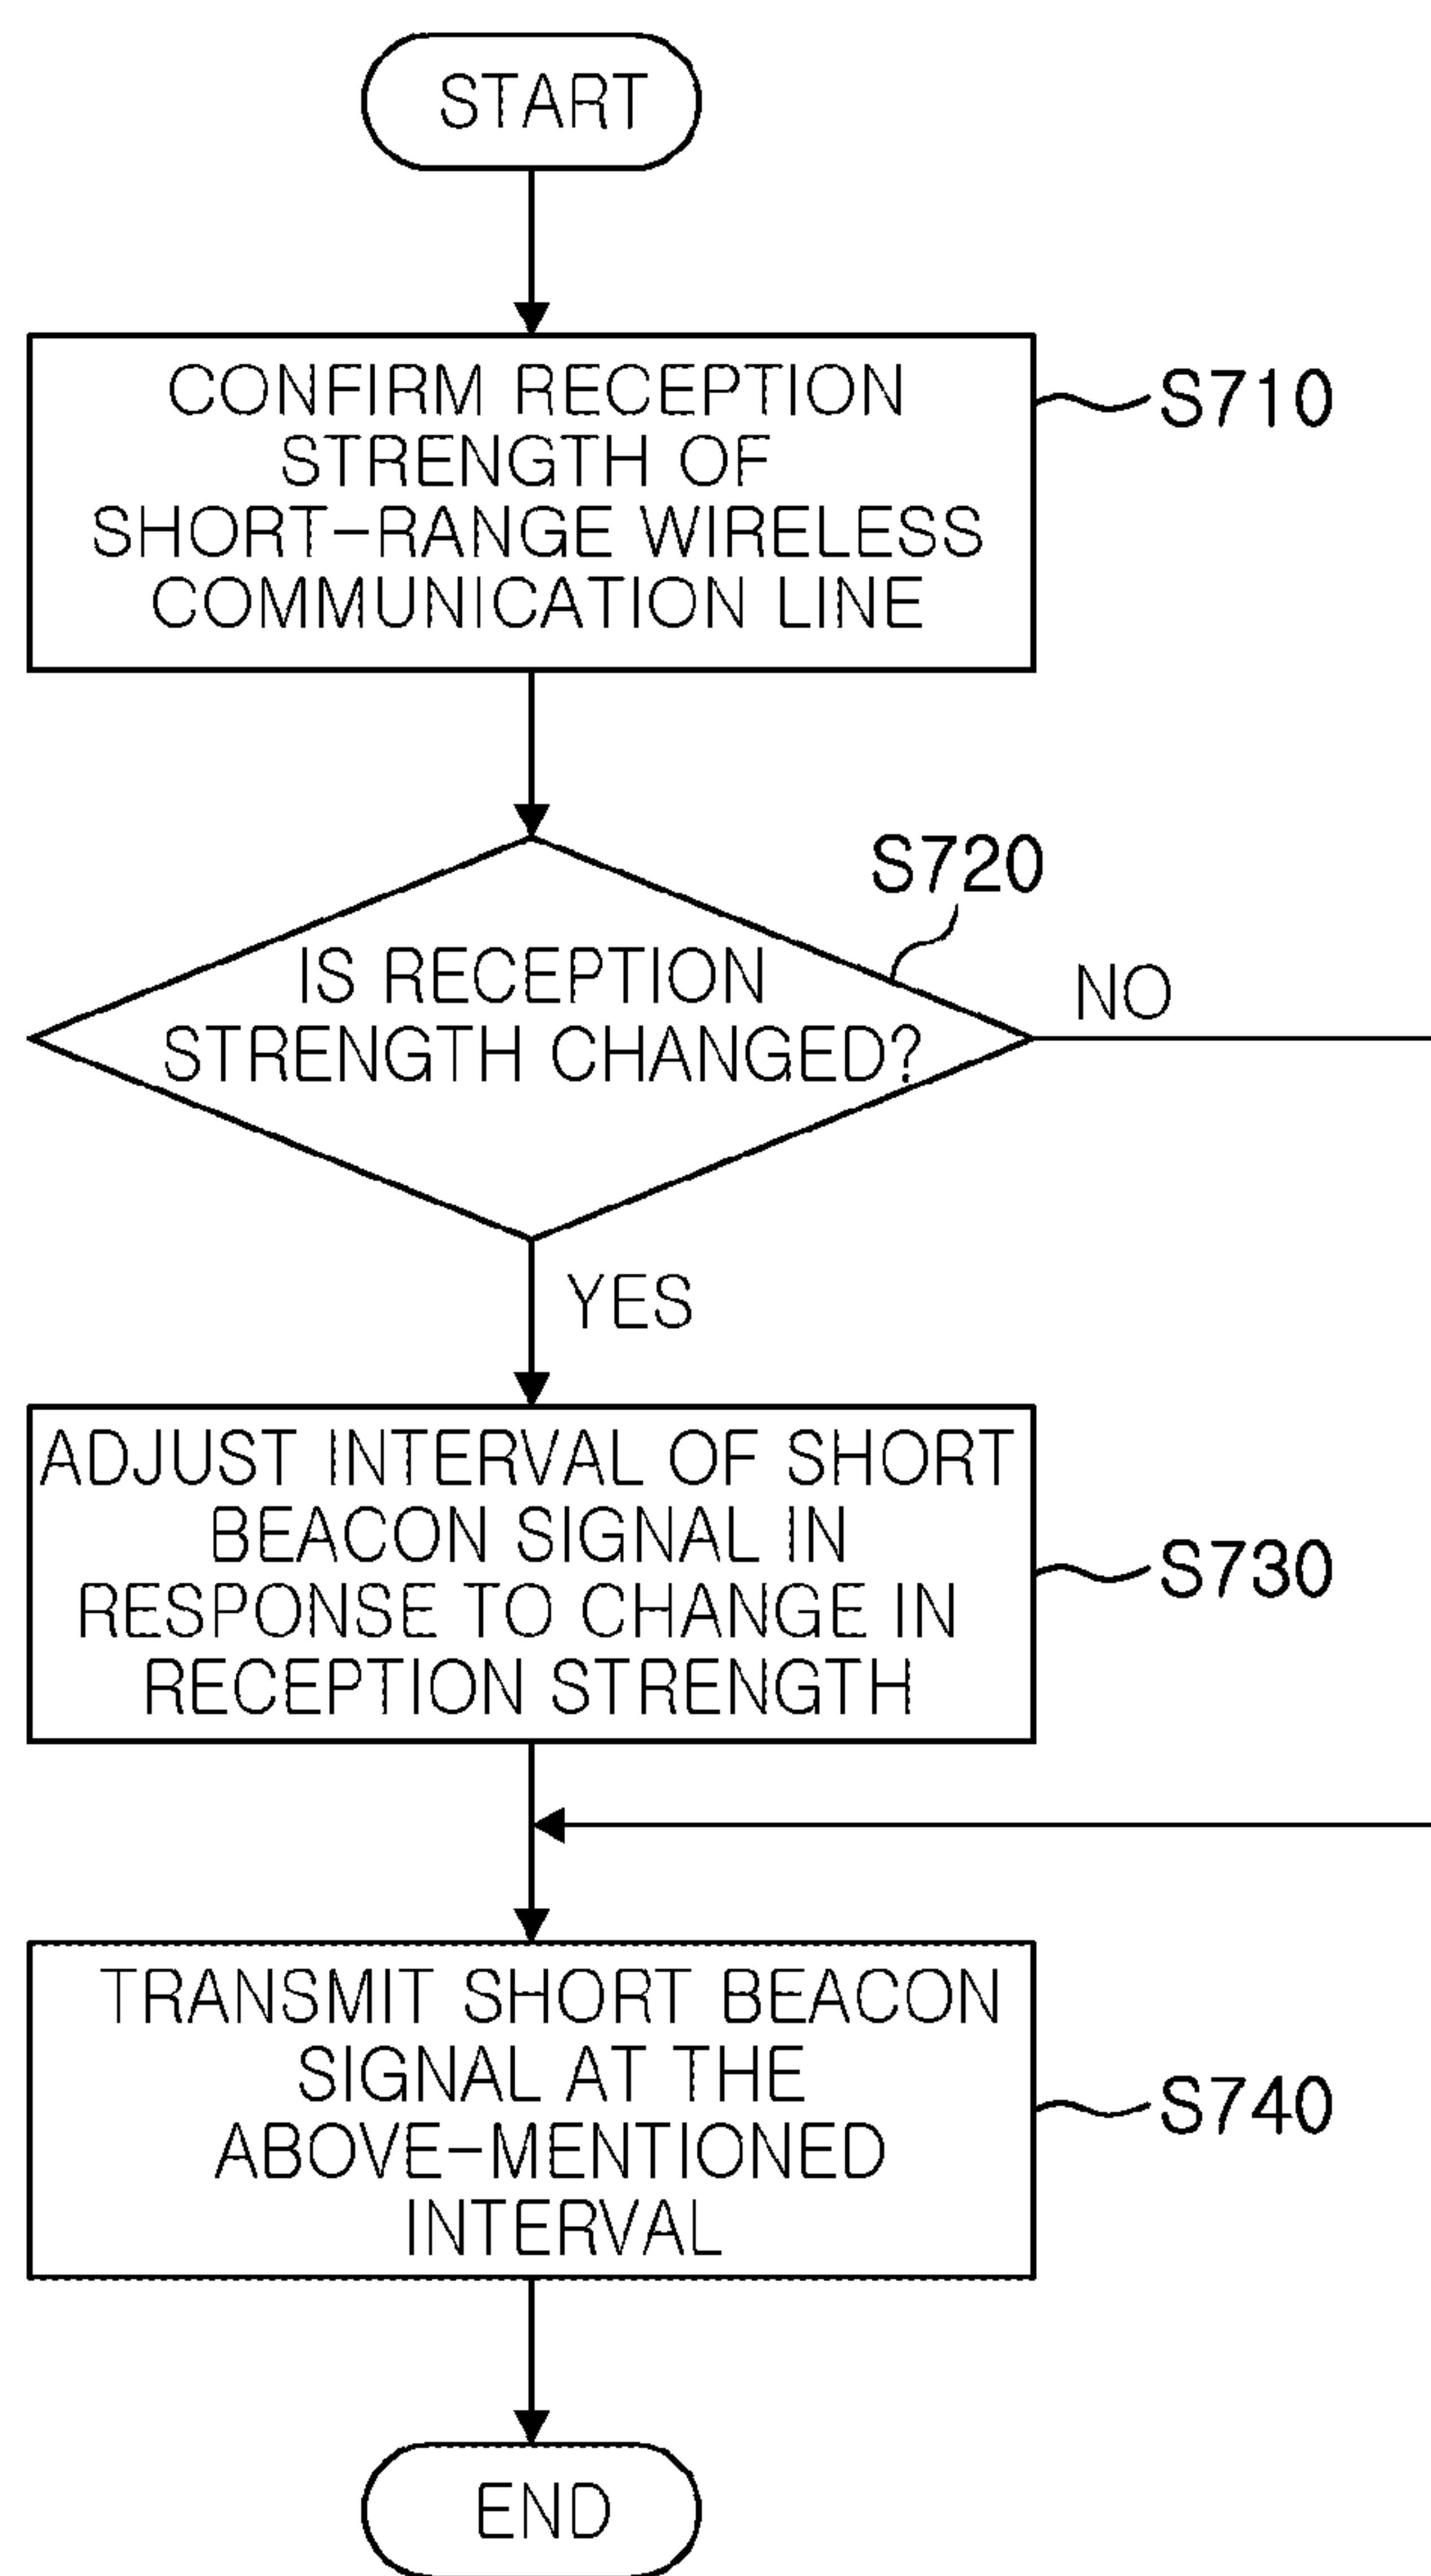 START
CONFIRM RECEPTION
STRENGTH OF
SHORT-RANGE WIRELESS
COMMUNICATION LINE
S710
S720
IS RECEPTION
STRENGTH CHANGED?
NO
YES
ADJUST INTERVAL OF SHORT
BEACON SIGNAL IN
RESPONSE TO CHANGE IN
RECEPTION STRENGTH
S730
TRANSMIT SHORT BEACON
SIGNAL AT THE
ABOVE-MENTIONED
INTERVAL
S740
END